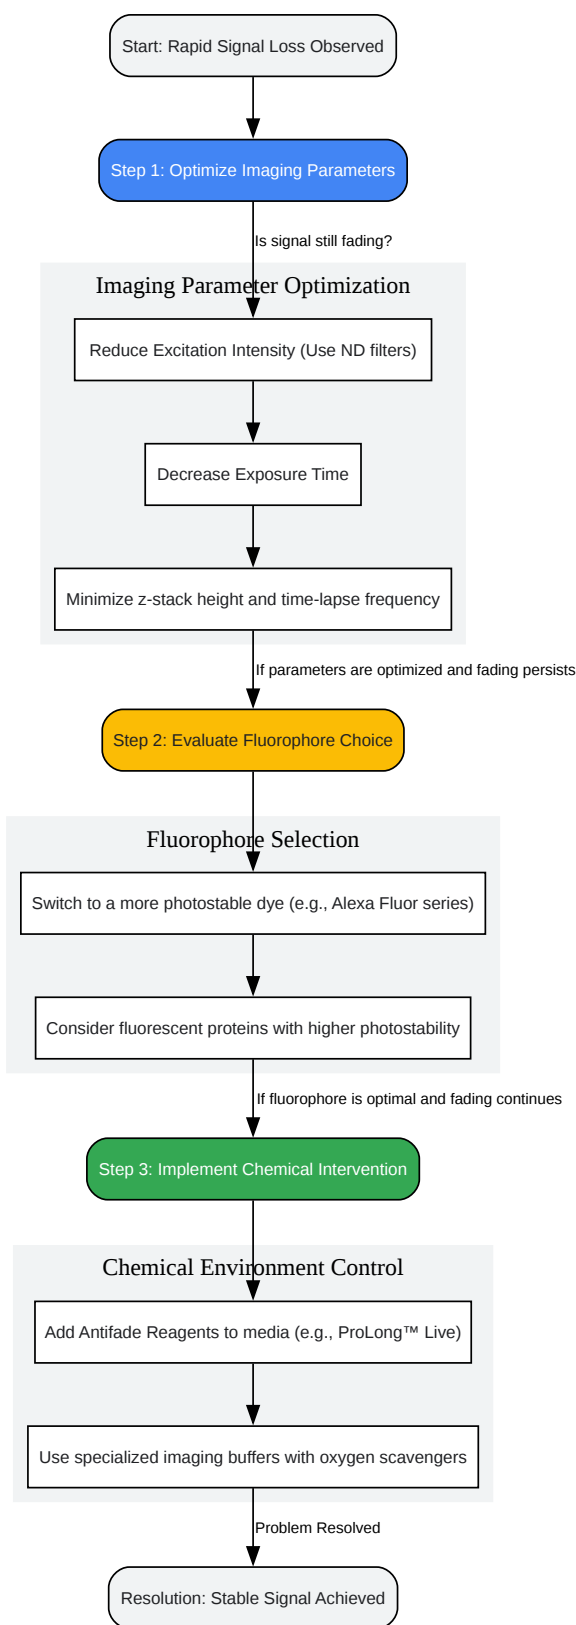 Start: Rapid Signal Loss Observed
Step 1: Optimize Imaging Parameters
Is signal still fading?
Imaging Parameter Optimization
Reduce Excitation Intensity (Use ND filters)
Decrease Exposure Time
Minimize z-stack height and time-lapse frequency
If parameters are optimized and fading persists
Step 2: Evaluate Fluorophore Choice
Fluorophore Selection
Switch to a more photostable dye (e.g., Alexa Fluor series)
Consider fluorescent proteins with higher photostability
If fluorophore is optimal and fading continues
Step 3: Implement Chemical Intervention
Chemical Environment Control
Add Antifade Reagents to media (e.g., ProLong™ Live)
Use specialized imaging buffers with oxygen scavengers
Problem Resolved
Resolution: Stable Signal Achieved